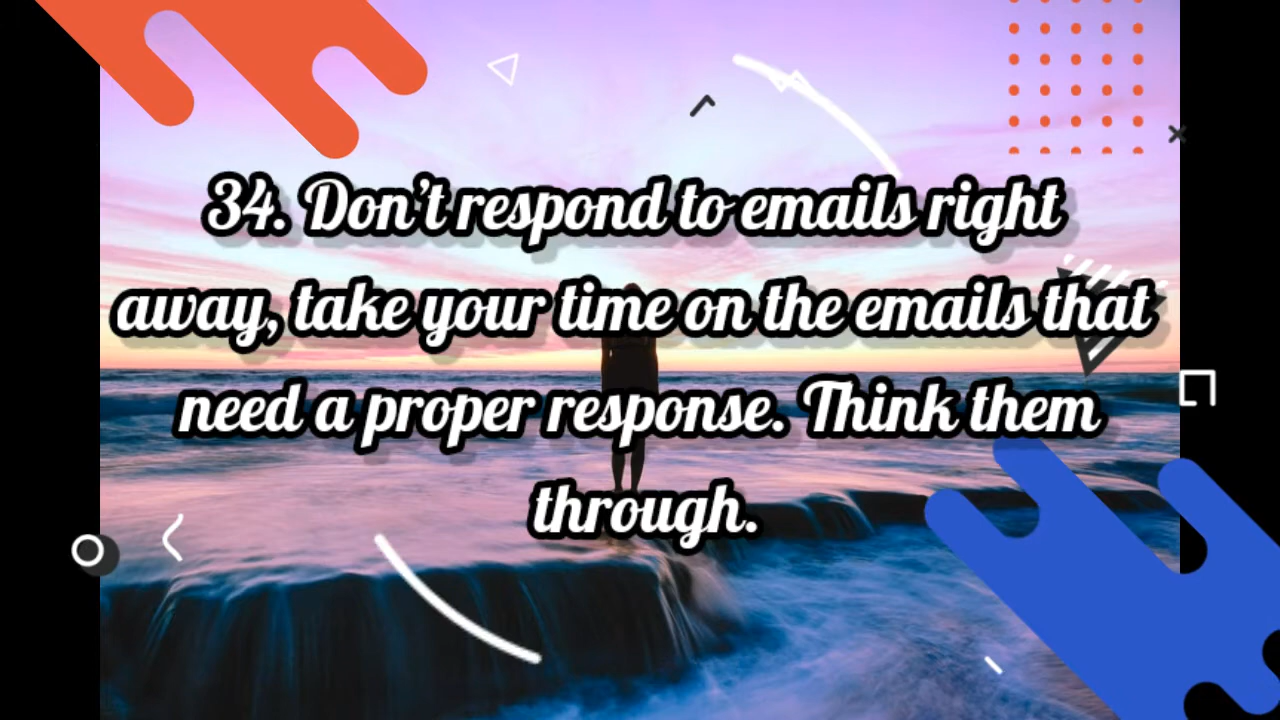 34. Don't respond to emails right
away, take your time on the emails that
need a proper response. Think them
through.